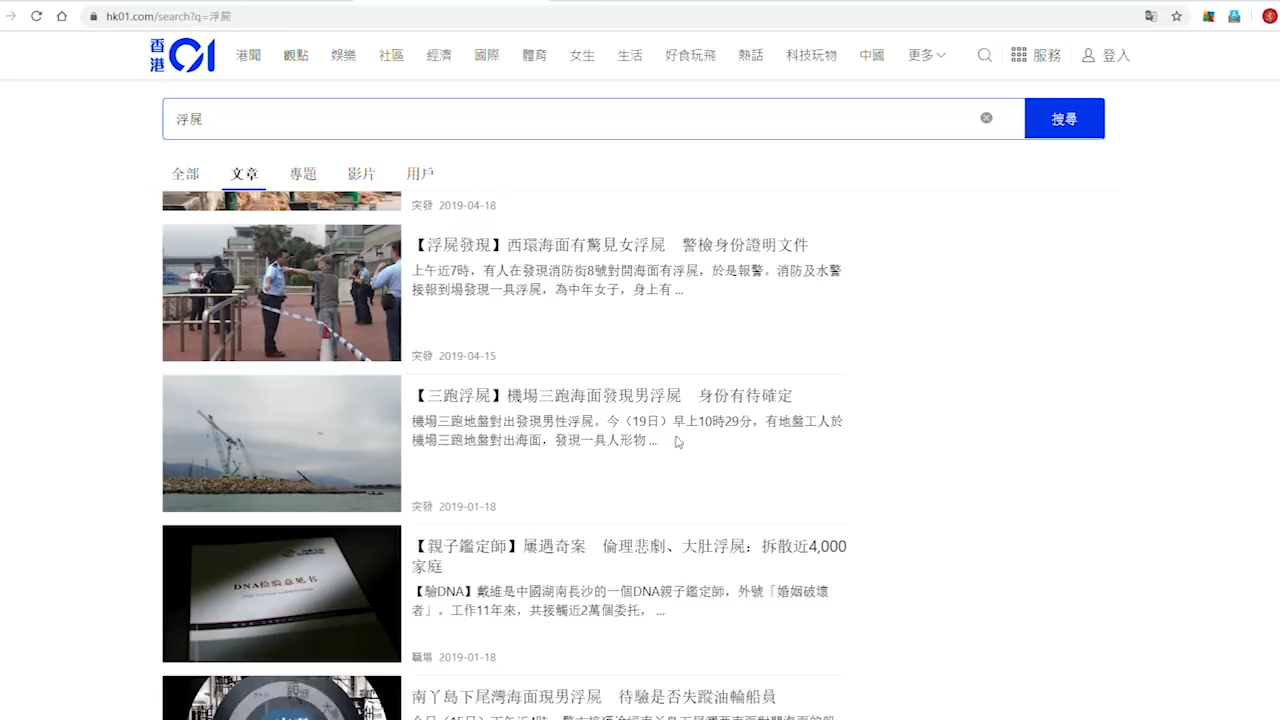 hk01.com/search?q=浮屍
香港01
港聞 觀點 娛樂 社區 經濟 國際 體育 女生 生活 好食玩飛 熱話 科技玩物 中國 更多 服務 登入
浮屍 搜尋
全部 文章 專題 影片 用戶
突發 2019-04-18
【浮屍發現】西環海面有驚見女浮屍 警檢身份證明文件
上午近7時，有人在發現消防街8號對開海面有浮屍，於是報警。消防及水警
接報到場發現一具浮屍，為中年女子，身上有 ...
突發 2019-04-15
【三跑浮屍】機場三跑海面發現男浮屍 身份有待確定
機場三跑地盤對出發現男性浮屍。今（19日）早上10時29分，有地盤工人於
機場三跑地盤對出海面，發現一具人形物 ...
突發 2019-01-18
DNA检验意见书
【親子鑑定師】屢遇奇案 倫理悲劇、大肚浮屍：拆散近4,000
家庭
【驗DNA】戴維是中國湖南長沙的一個DNA親子鑑定師，外號「婚姻破壞
者」。工作11年來，共接觸近2萬個委托， ...
職場 2019-01-18
南丫島下尾灣海面現男浮屍 待驗是否失蹤油輪船員